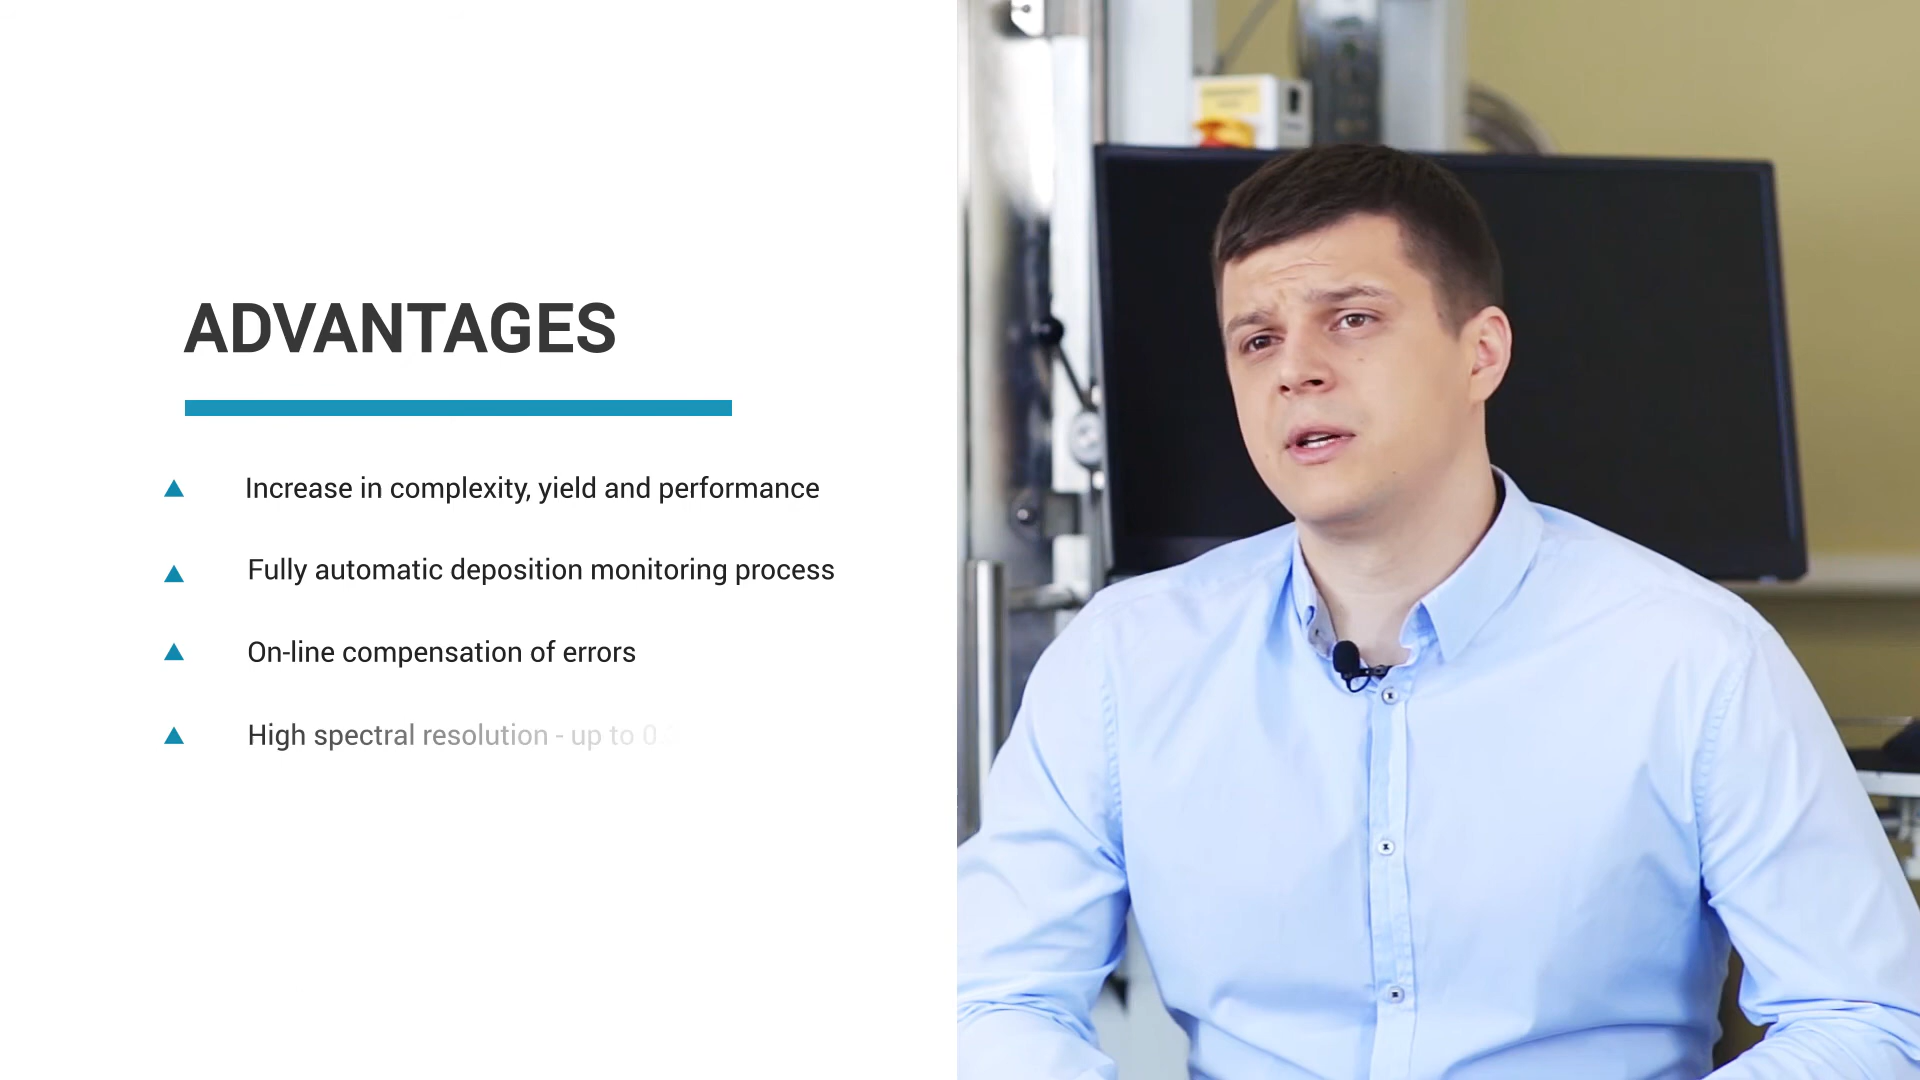 ADVANTAGES
Increase in complexity, yield and performance
Fully automatic deposition monitoring process
On-line compensation of errors
High spectral resolution - up to